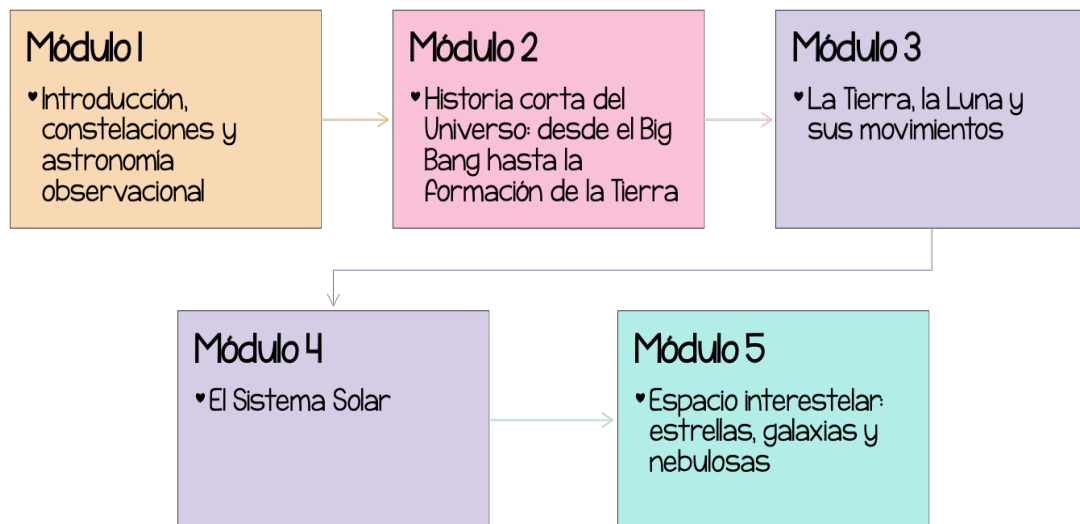 Módulo 1
Introducción,
constelaciones y
astronomía
observacional
Módulo 2
Historia corta del
Universo: desde el Big
Bang hasta la
formación de la Tierra
Módulo 3
La Tierra, la Luna y
sus movimientos
Módulo 4
El Sistema Solar
Módulo 5
Espacio interestelar:
estrellas, galaxias y
nebulosas